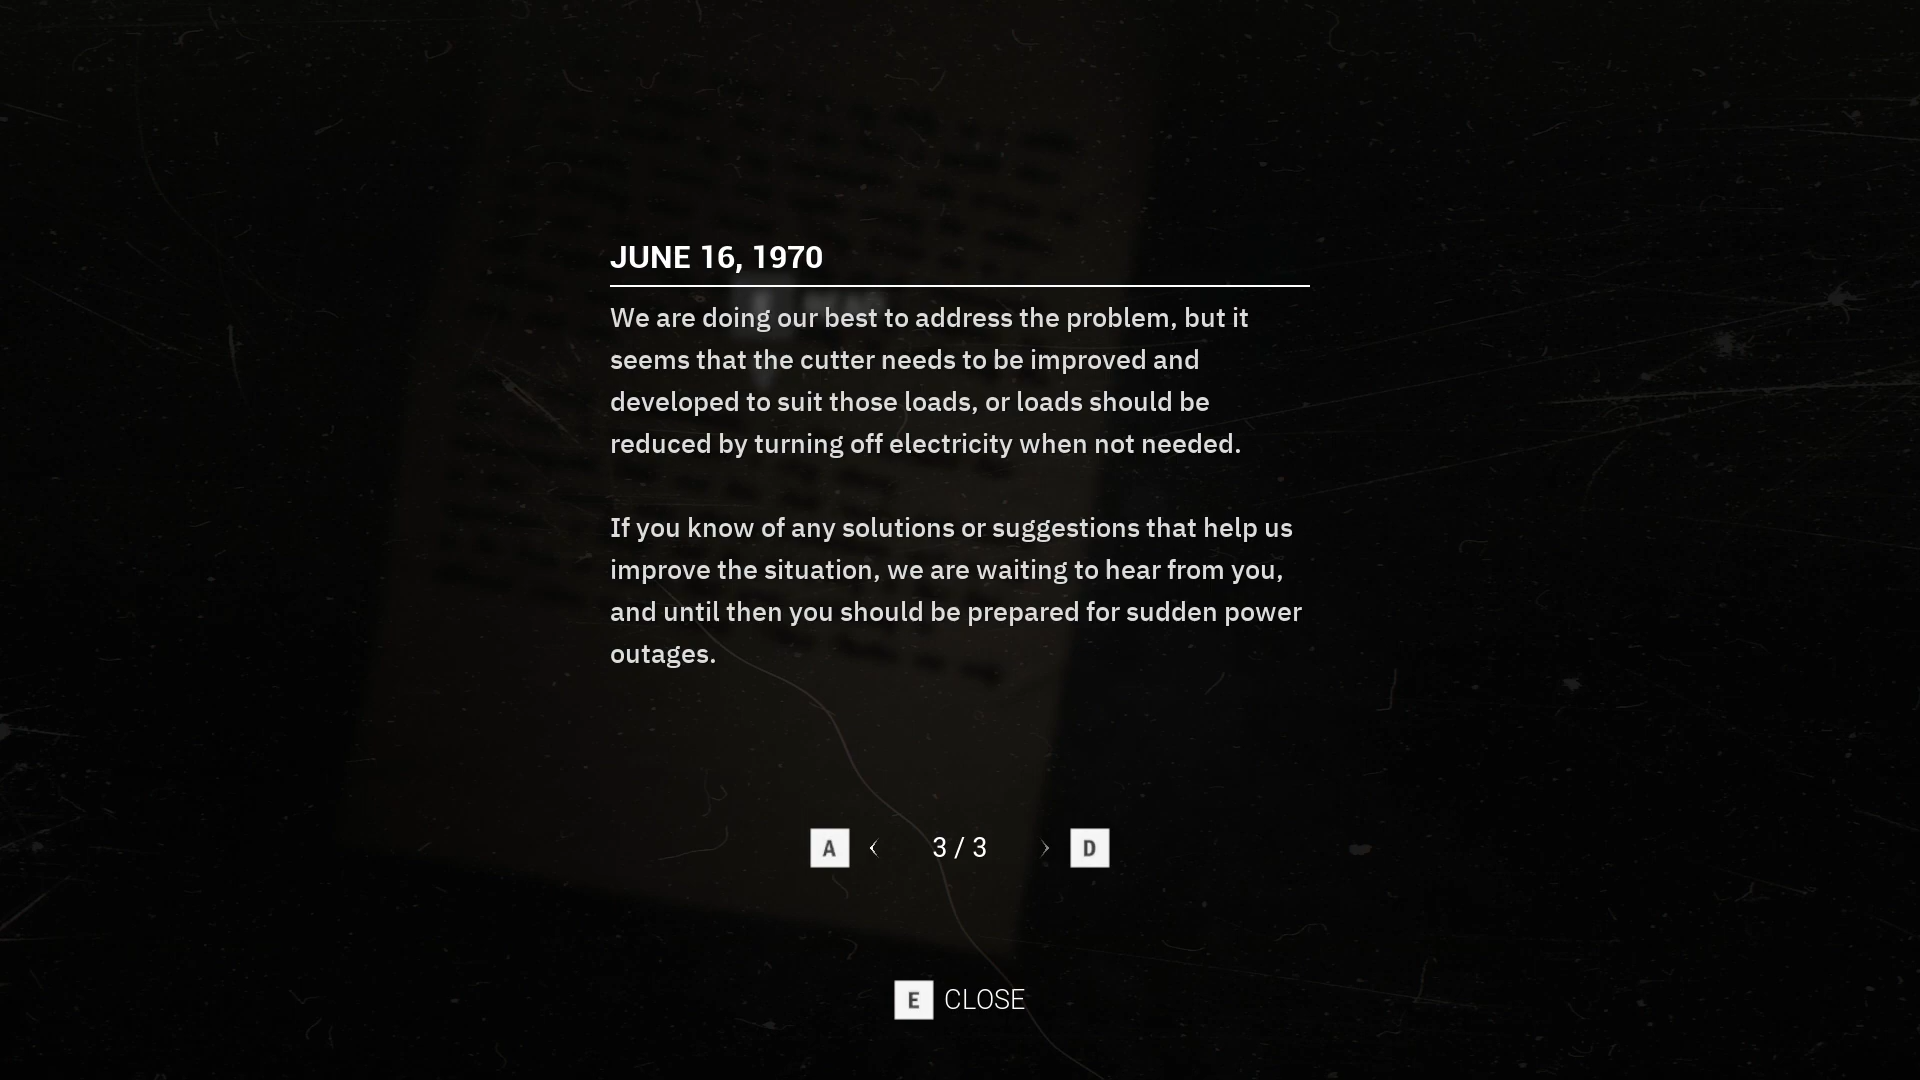 JUNE 16, 1970
We are doing our best to address the problem, but it
seems that the cutter needs to be improved and
developed to suit those loads, or loads should be
reduced by turning off electricity when not needed.
If you know of any solutions or suggestions that help us
improve the situation, we are waiting to hear from you,
and until then you should be prepared for sudden power
outages.
A 3 / 3 D
E CLOSE